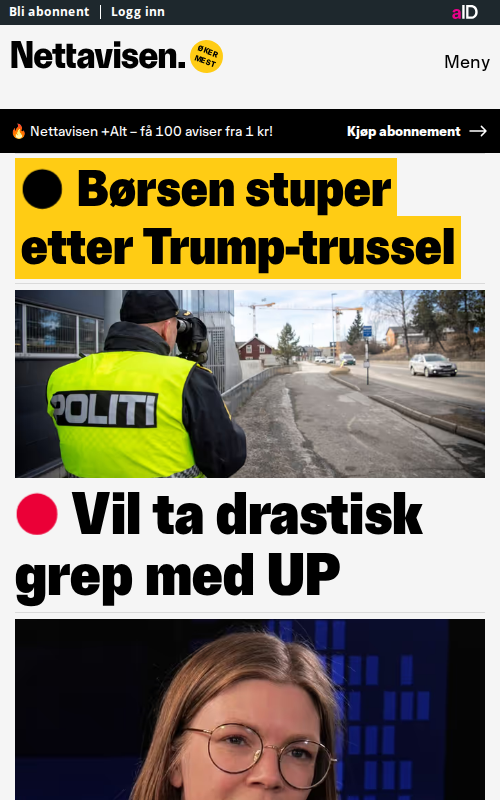 Bli abonnent | Logg inn
aID
Nettavisen.
ØKER
MEST
Meny
🔥 Nettavisen +Alt – få 100 aviser fra 1 kr!
Kjøp abonnement →
Børsen stuper
etter Trump-trussel
POLITI
Vil ta drastisk
grep med UP